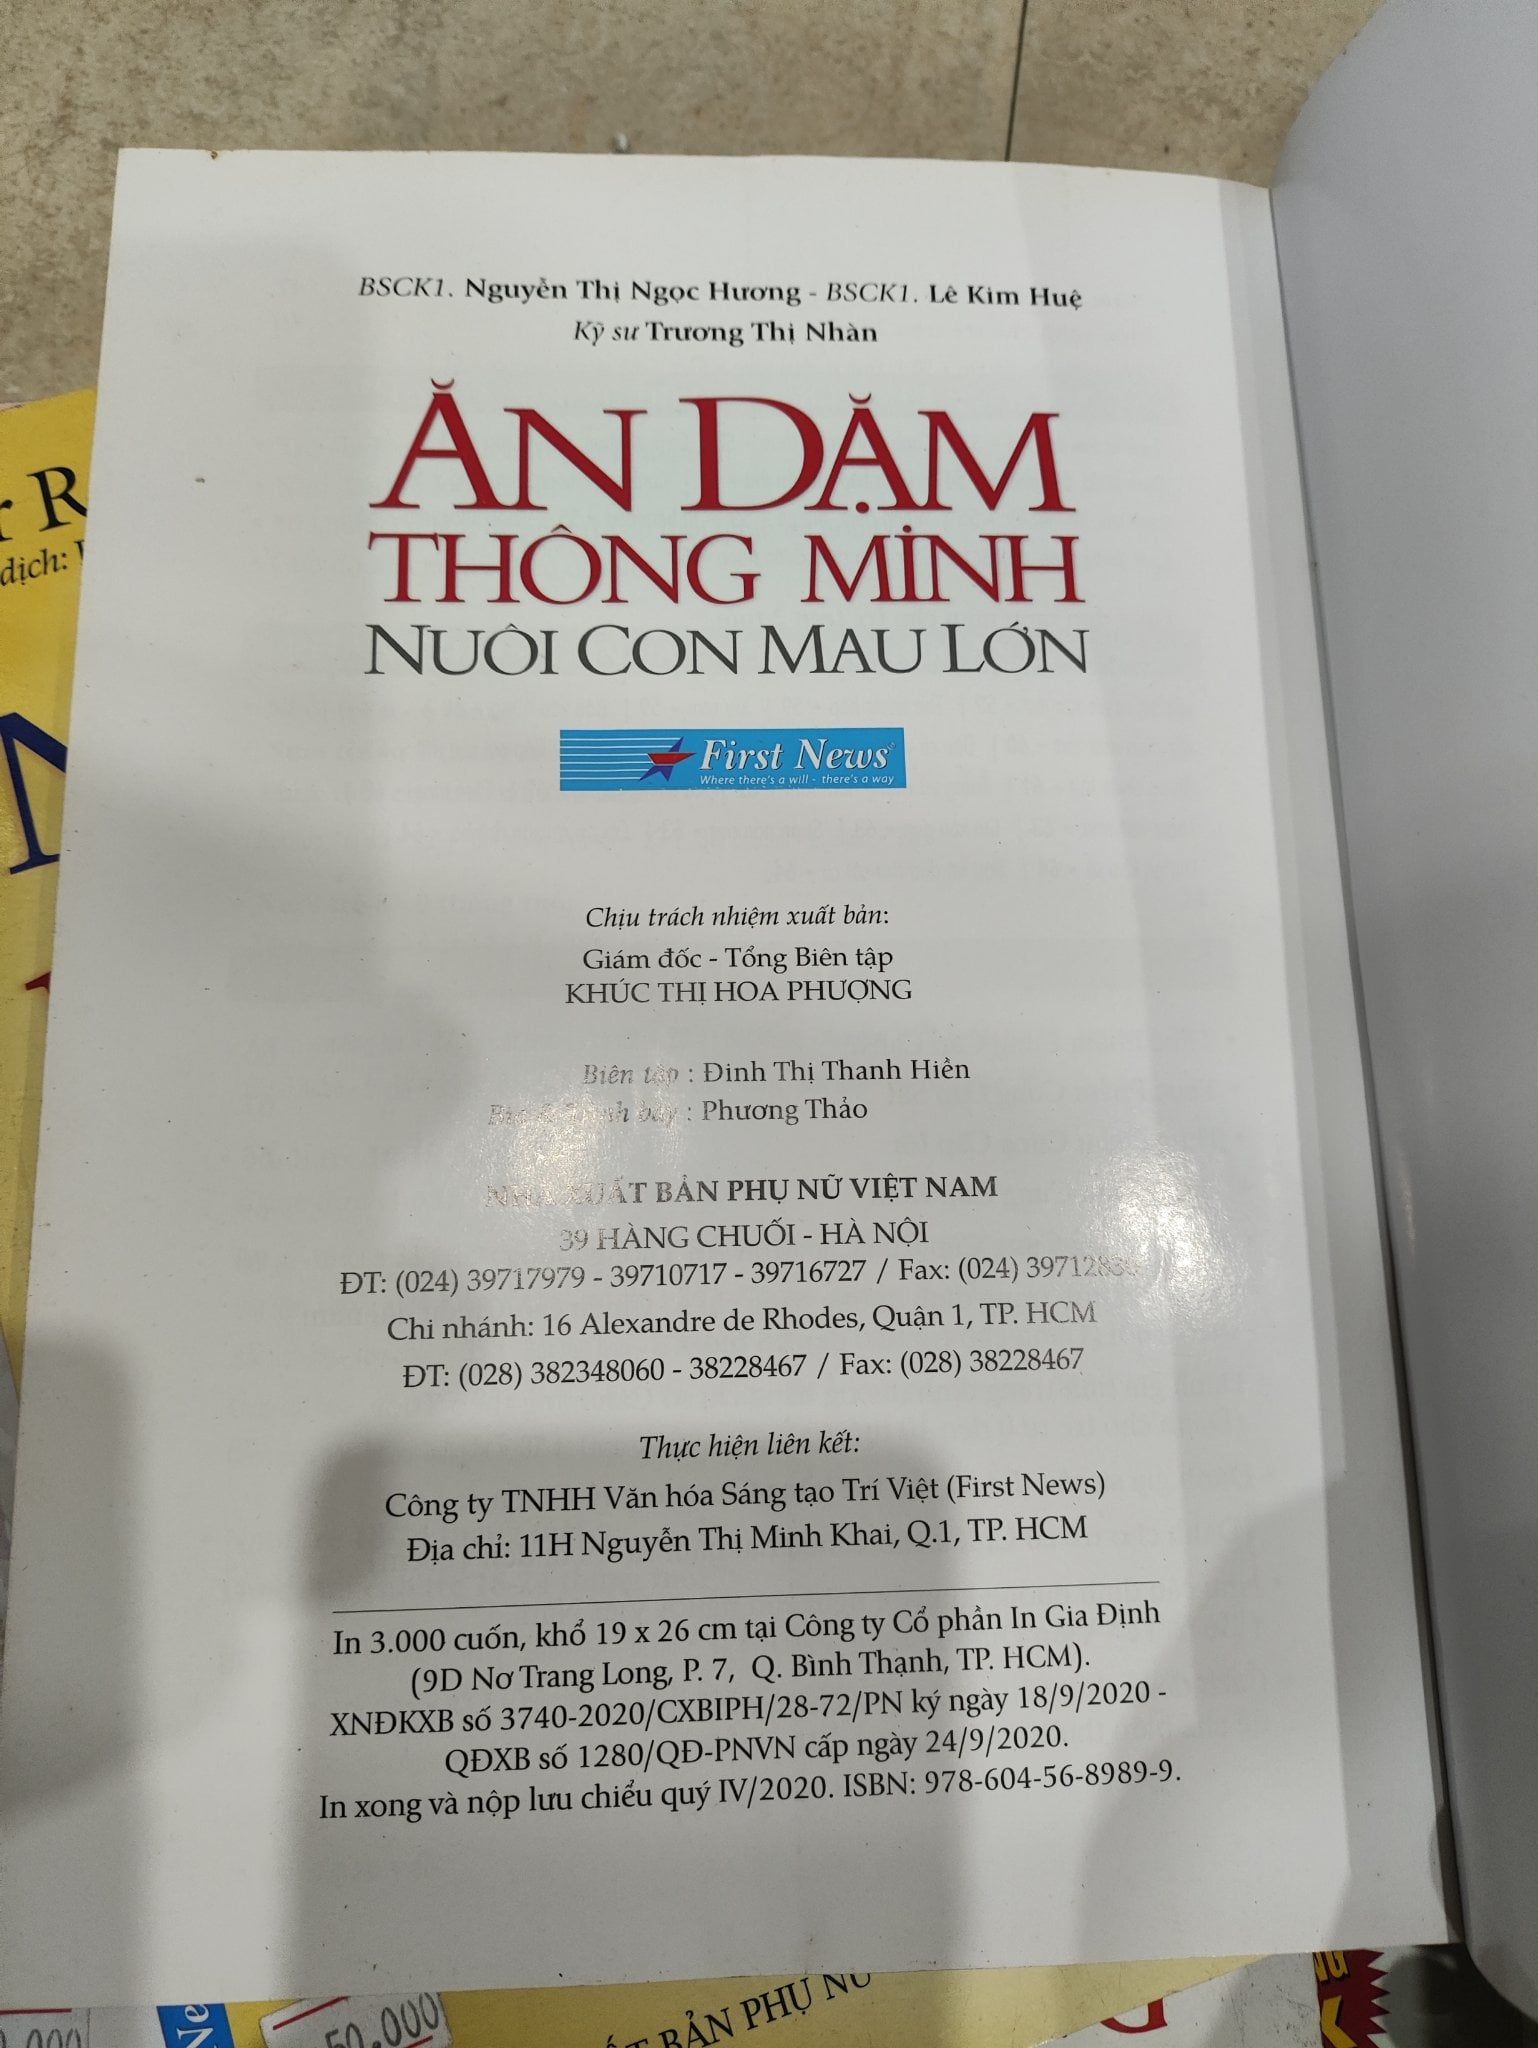 BSCK1. Nguyễn Thị Ngọc Hương - BSCK1. Lê Kim Huệ
Kỹ sư Trương Thị Nhàn
ĂN DẶM
THÔNG MINH
NUÔI CON MAU LỚN
First News
Where there's a will - there's a way
Chịu trách nhiệm xuất bản:
Giám đốc - Tổng Biên tập
KHÚC THỊ HOA PHƯỢNG
Biên tập : Đinh Thị Thanh Hiền
Bìa & Trình bày : Phương Thảo
NHÀ XUẤT BẢN PHỤ NỮ VIỆT NAM
39 HÀNG CHUỐI - HÀ NỘI
ĐT: (024) 39717979 - 39710717 - 39716727 / Fax: (024)
Chi nhánh: 16 Alexandre de Rhodes, Quận 1, TP. HCM
ĐT: (028) 382348060 - 38228467 / Fax: (028) 38228467
Thực hiện liên kết:
Công ty TNHH Văn hóa Sáng tạo Trí Việt (First News)
Địa chỉ: 11H Nguyễn Thị Minh Khai, Q.1, TP. HCM
In 3.000 cuốn, khổ 19 x 26 cm tại Công ty Cổ phần In Gia Định
(9D Nơ Trang Long, P. 7, Q. Bình Thạnh, TP. HCM).
XNĐKXB số 3740-2020/CXBIPH/28-72/PN ký ngày 18/9/2020 -
QĐXB số 1280/QĐ-PNVN cấp ngày 24/9/2020.
In xong và nộp lưu chiểu quý IV/2020. ISBN: 978-604-56-8989-9.
dịch:
BẢN PHỤ NỮ
50.000